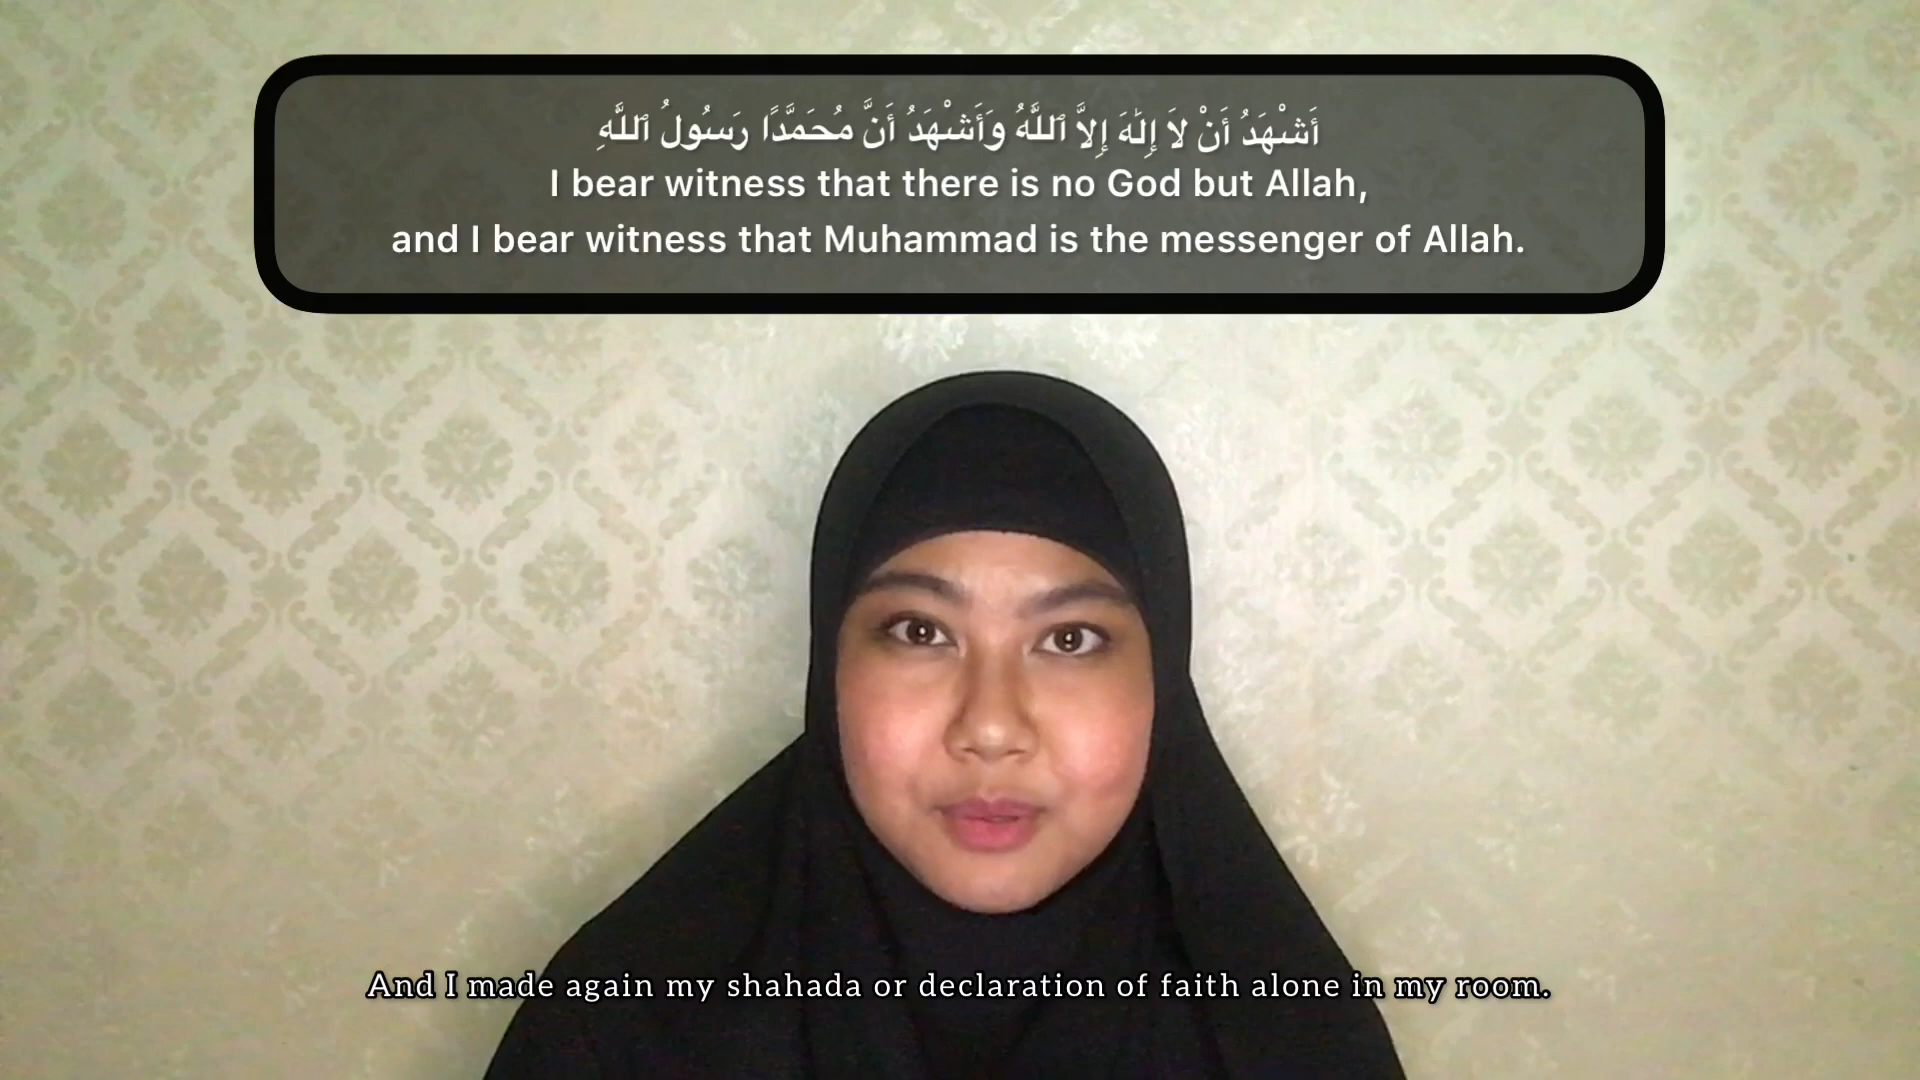 أَشْهَدُ أَنْ لاَ إِلَٰهَ إِلاَّ ٱللَّٰهُ وَأَشْهَدُ أَنَّ مُحَمَّدًا رَسُولُ ٱللَّٰهِ
I bear witness that there is no God but Allah,
and I bear witness that Muhammad is the messenger of Allah.
And I made again my shahada or declaration of faith alone in my room.